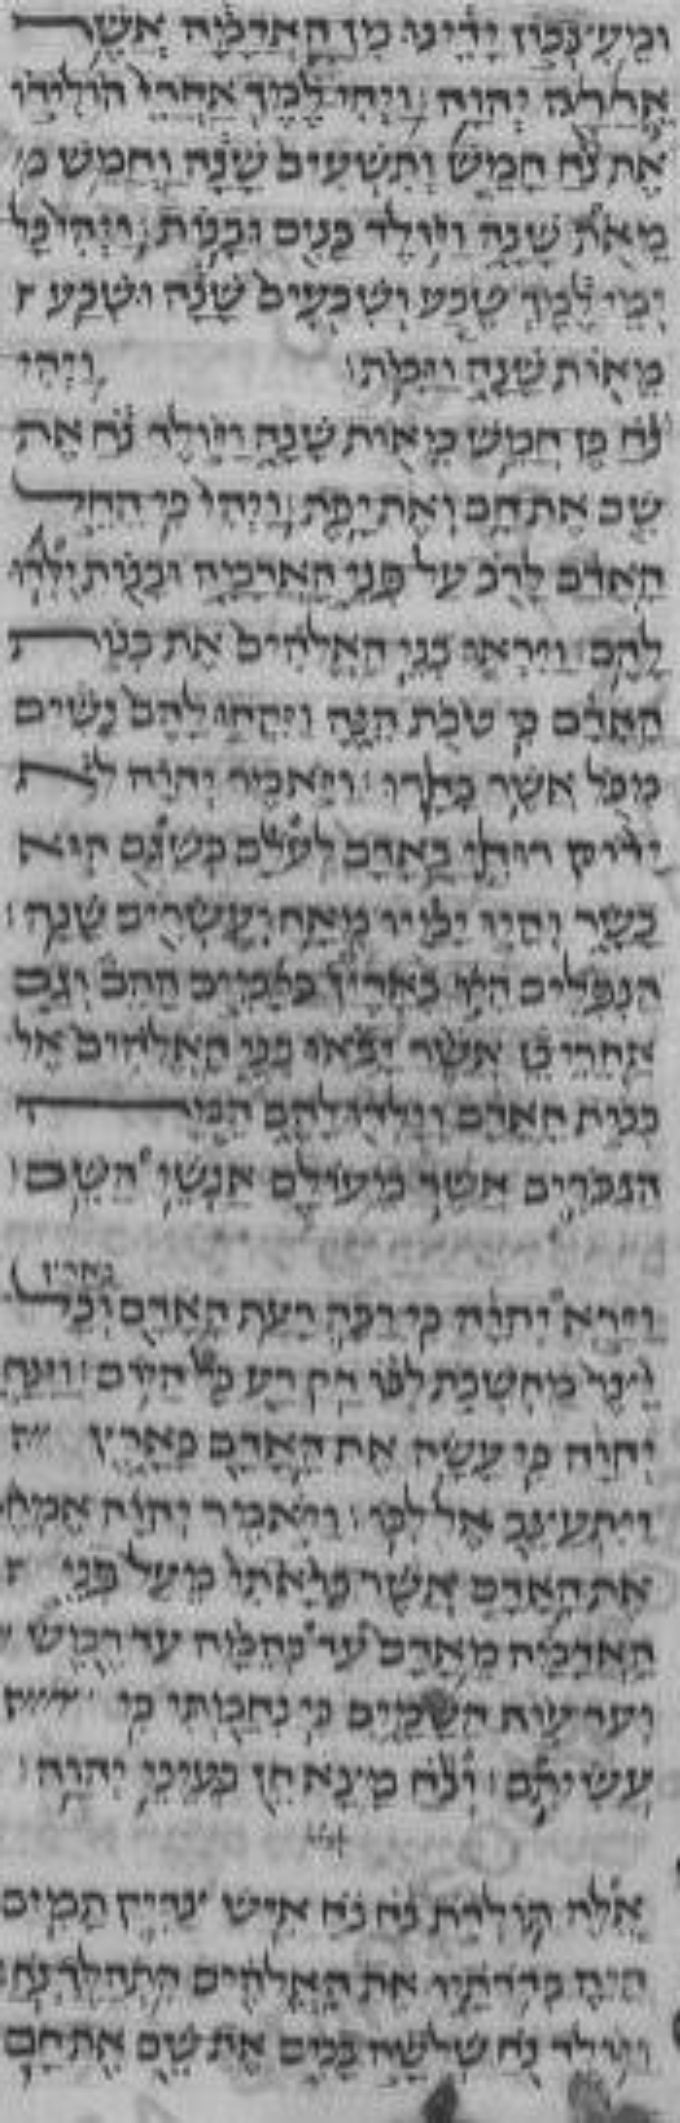 ומעצבון ידינו מן האדמה אשר
אררה יהוה ויהי למך אחרי הולידו
את נח חמש ותשעים שנה וחמש מ
מאת שנה ויולד בנים ובנות ויהי כל
ימי למך שבע ושבעים שנה ושבע
מאות שנה וימת ויהי
נח בן חמש מאות שנה ויולד נח את
שם את חם ואת יפת ויהי כי החל
האדם לרב על פני האדמה ובנות ילדו
להם ויראו בני האלהים את בנות
האדם כי טבת הנה ויקחו להם נשים
מכל אשר בחרו ויאמר יהוה לא
ידון רוחי באדם לעלם בשגם הוא
בשר והיו ימיו מאה ועשרים שנה
הנפלים היו בארץ בימים ההם וגם
אחרי כן אשר יבאו בני האלהים אל
בנות האדם וילדו להם המה
הגברים אשר מעולם אנשי השם
בארץ
וירא יהוה כי רבה רעת האדם וכל
יצר מחשבת לבו רק רע כל היום וינחם
יהוה כי עשה את האדם בארץ
ויתעצב אל לבו ויאמר יהוה אמחה
את האדם אשר בראתי מעל פני
האדמה מאדם עד בהמה עד רמש
ועד עוף השמים כי נחמתי כי
עשיתם ונח מצא חן בעיני יהוה
אלה תולדת נח נח איש צדיק תמים
היה בדרתיו את האלהים התהלך נח
ויולד נח שלשה בנים את שם את חם